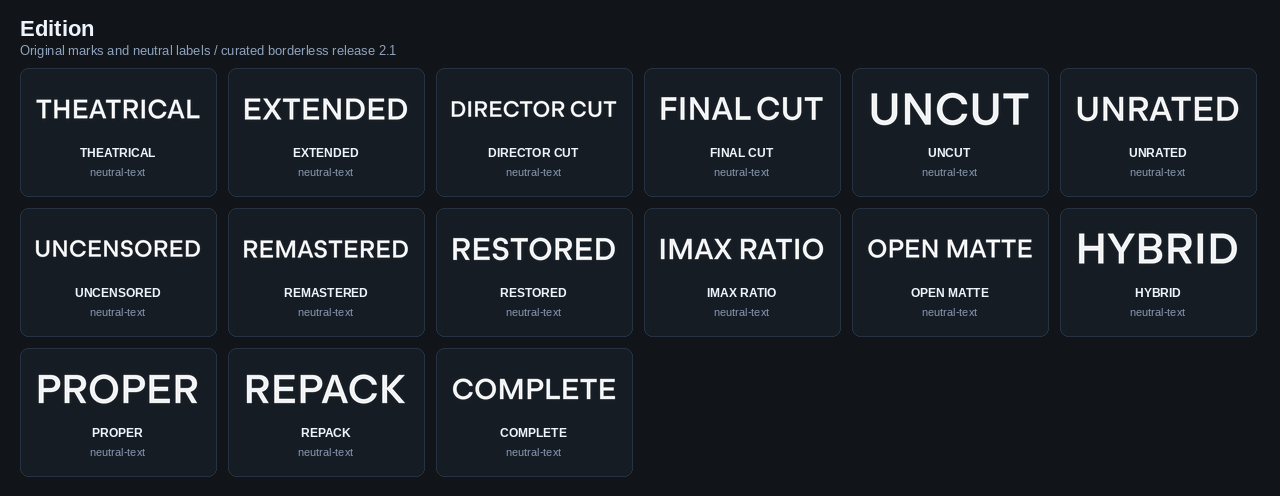 Edition
Original marks and neutral labels / curated borderless release 2.1
THEATRICAL
THEATRICAL
neutral-text
EXTENDED
EXTENDED
neutral-text
DIRECTOR CUT
DIRECTOR CUT
neutral-text
FINAL CUT
FINAL CUT
neutral-text
UNCUT
UNCUT
neutral-text
UNRATED
UNRATED
neutral-text
UNCENSORED
UNCENSORED
neutral-text
REMASTERED
REMASTERED
neutral-text
RESTORED
RESTORED
neutral-text
IMAX RATIO
IMAX RATIO
neutral-text
OPEN MATTE
OPEN MATTE
neutral-text
HYBRID
HYBRID
neutral-text
PROPER
PROPER
neutral-text
REPACK
REPACK
neutral-text
COMPLETE
COMPLETE
neutral-text